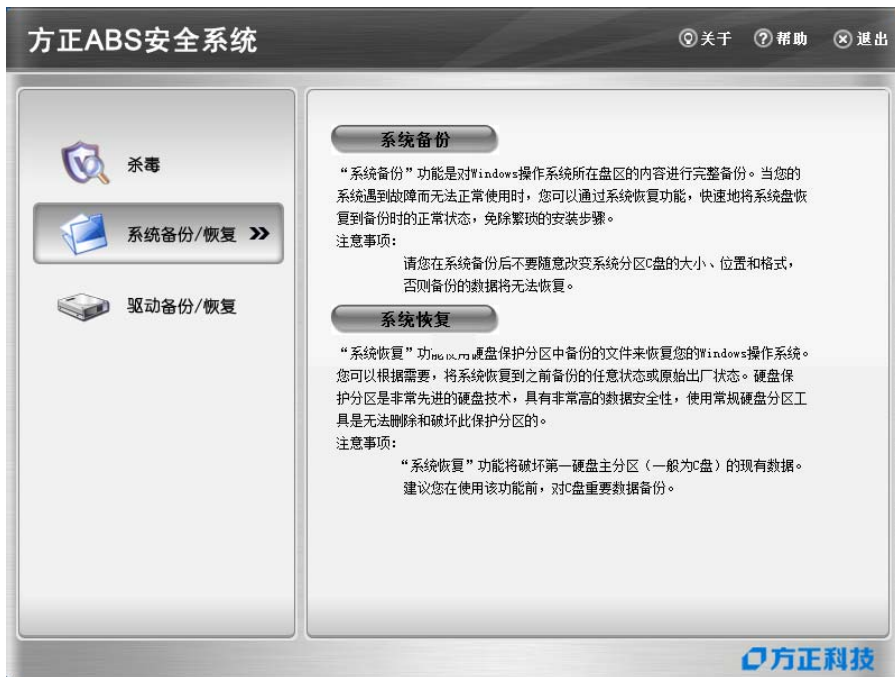 方正ABS安全系统
关于 帮助 退出
杀毒
系统备份/恢复
驱动备份/恢复
系统备份
“系统备份”功能是对Windows操作系统所在盘区的内容进行完整备份。当您的
系统遇到故障而无法正常使用时，您可以通过系统恢复功能，快速地将系统盘恢
复到备份时的正常状态，免除繁琐的安装步骤。
注意事项：
请您在系统备份后不要随意改变系统分区C盘的大小、位置和格式，
否则备份的数据将无法恢复。
系统恢复
“系统恢复”功硬盘保护分区中备份的文件来恢复您的Windows操作系统。
您可以根据需要，将系统恢复到之前备份的任意状态或原始出厂状态。硬盘保
护分区是非常先进的硬盘技术，具有非常高的数据安全性，使用常规硬盘分区工
具是无法删除和破坏此保护分区的。
注意事项：
“系统恢复”功能将破坏第一硬盘主分区（一般为C盘）的现有数据。
建议您在使用该功能前，对C盘重要数据备份。
方正科技